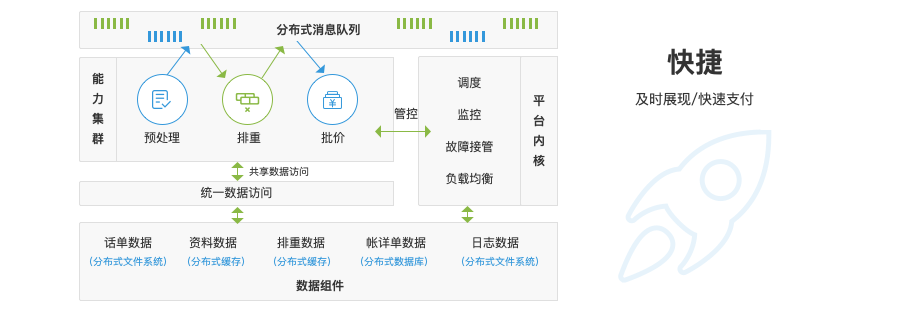 分布式消息队列
能力集群
预处理
排重
批价
管控
调度
监控
故障接管
负载均衡
平台内核
共享数据访问
统一数据访问
话单数据
资料数据
排重数据
帐详单数据
日志数据
(分布式文件系统)
(分布式缓存)
(分布式缓存)
(分布式数据库)
(分布式文件系统)
数据组件
快捷
及时展现/快速支付